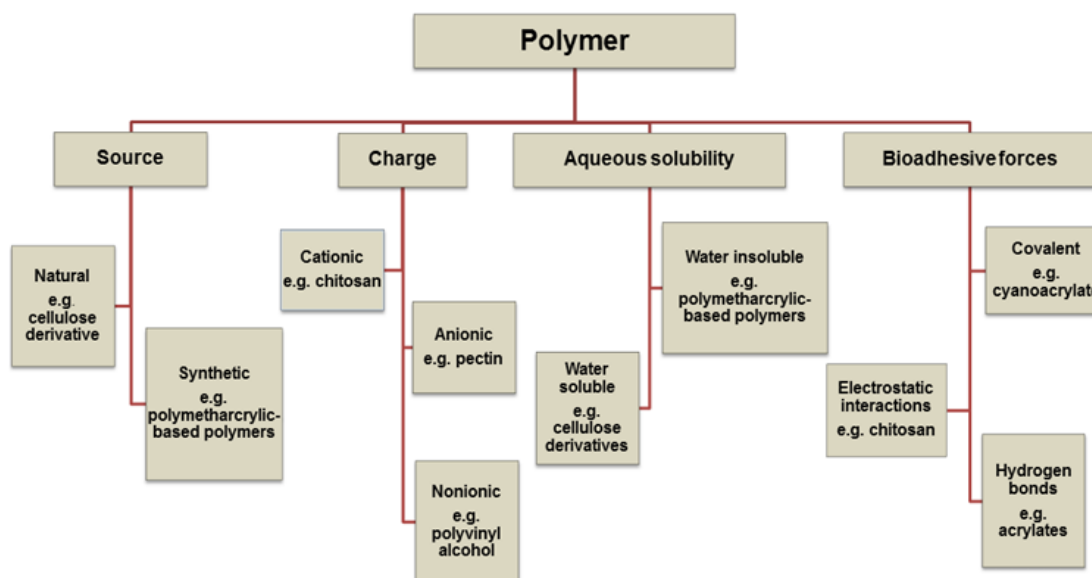 Polymer
Source
Charge
Aqueous solubility
Bioadhesive forces
Natural
e.g.
cellulose
derivative
Synthetic
e.g.
polymetharcrylic-
based polymers
Cationic
e.g. chitosan
Anionic
e.g. pectin
Nonionic
e.g.
polyvinyl
alcohol
Water insoluble
e.g.
polymetharcrylic-
based polymers
Water
soluble
e.g.
cellulose
derivatives
Covalent
e.g.
cyanoacrylate
Electrostatic
interactions
e.g. chitosan
Hydrogen
bonds
e.g.
acrylates